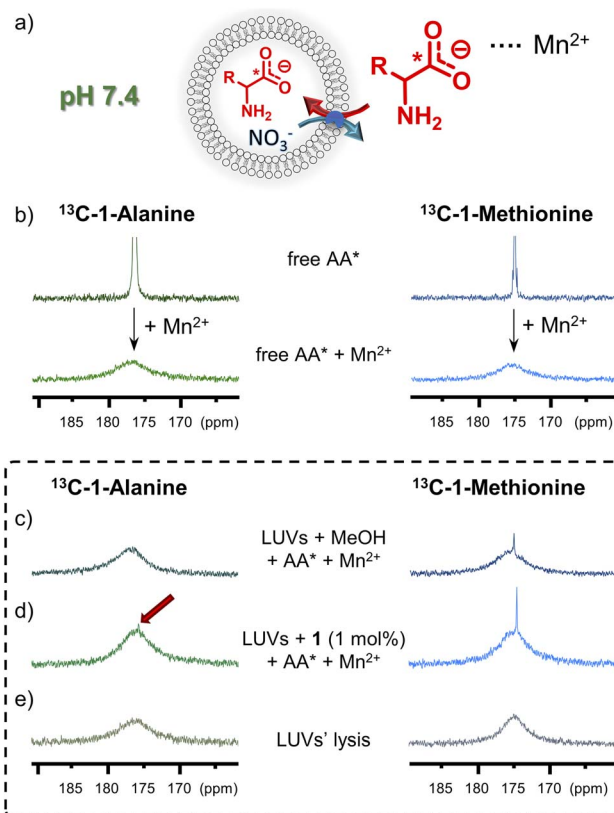 a)
pH 7.4
R
*
O
⊖
O
NH₂
NO₃⁻
R
*
O
⊖
O
NH₂
···· Mn²⁺
b)
¹³C-1-Alanine
¹³C-1-Methionine
free AA*
+ Mn²⁺
+ Mn²⁺
free AA* + Mn²⁺
185 180 175 170 (ppm)
185 180 175 170 (ppm)
¹³C-1-Alanine
¹³C-1-Methionine
c)
LUVs + MeOH
+ AA* + Mn²⁺
d)
LUVs + 1 (1 mol%)
+ AA* + Mn²⁺
e)
LUVs' lysis
185 180 175 170 (ppm)
185 180 175 170 (ppm)